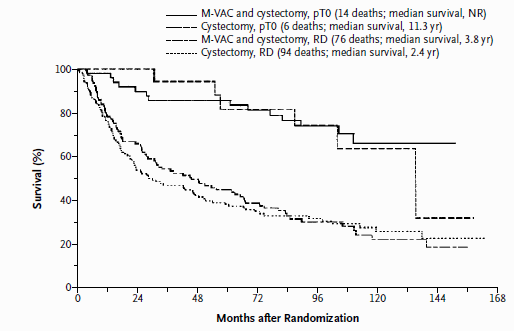 M-VAC and cystectomy, pT0 (14 deaths; median survival, NR)
Cystectomy, pT0 (6 deaths; median survival, 11.3 yr)
M-VAC and cystectomy, RD (76 deaths; median survival, 3.8 yr)
Cystectomy, RD (94 deaths; median survival, 2.4 yr)
100
80
60
40
20
0
Survival (%)
0 24 48 72 96 120 144 168
Months after Randomization